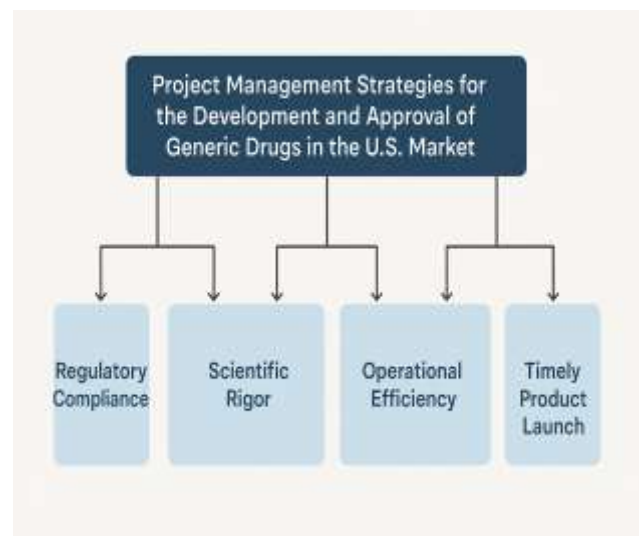 Project Management Strategies for
the Development and Approval of
Generic Drugs in the U.S. Market
Regulatory
Compliance
Scientific
Rigor
Operational
Efficiency
Timely
Product
Launch